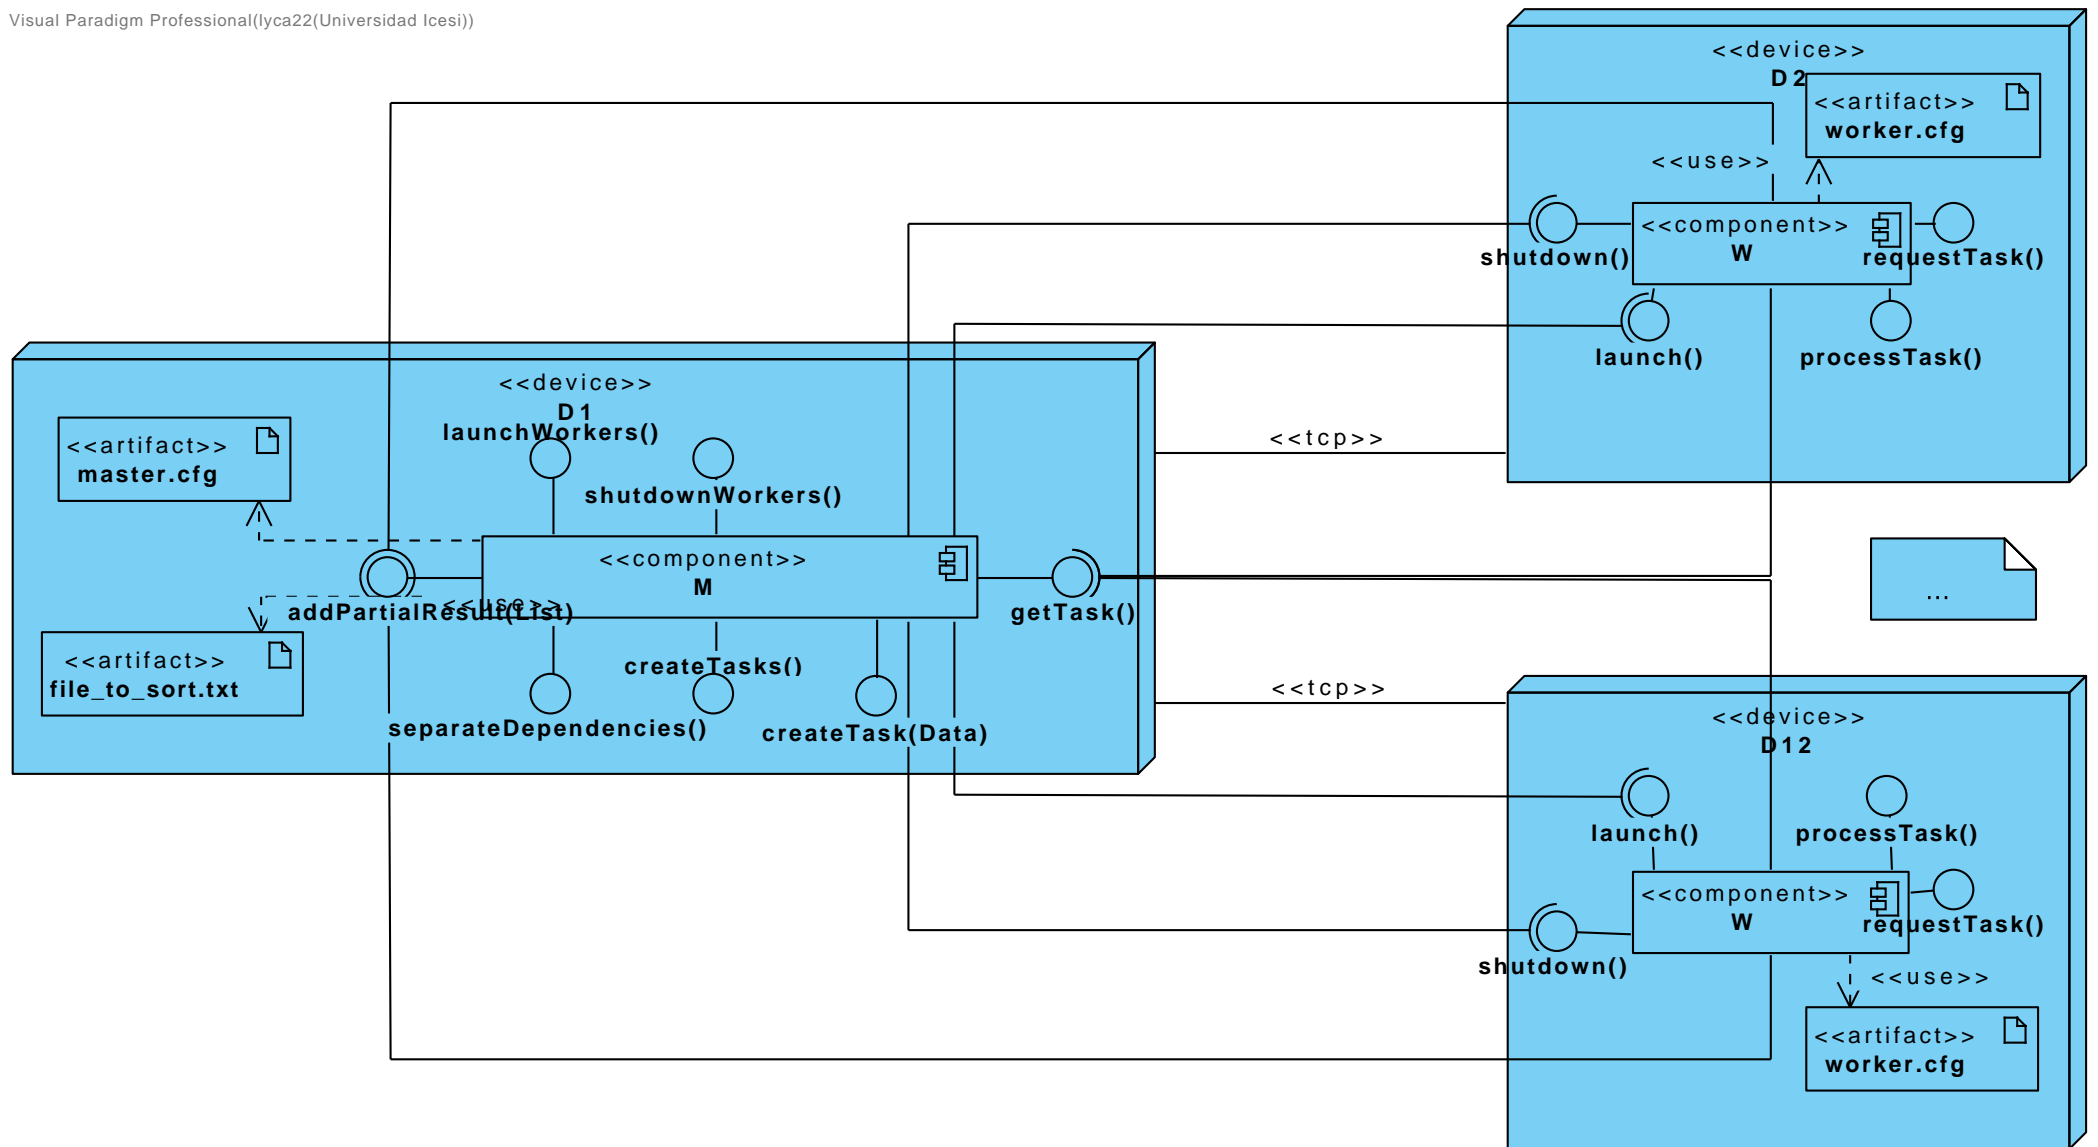 Visual Paradigm Professional(lyca22(Universidad Icesi))
<<device>>
D2
<<artifact>>
worker.cfg
<<use>>
<<component>>
W
shutdown()
requestTask()
launch()
processTask()
<<device>>
D1
launchWorkers()
<<artifact>>
master.cfg
shutdownWorkers()
<<tcp>>
<<component>>
M
addPartialResult(List)
<<use>>
getTask()
...
<<artifact>>
file_to_sort.txt
createTasks()
separateDependencies()
createTask(Data)
<<tcp>>
<<device>>
D12
launch()
processTask()
<<component>>
W
requestTask()
shutdown()
<<use>>
<<artifact>>
worker.cfg